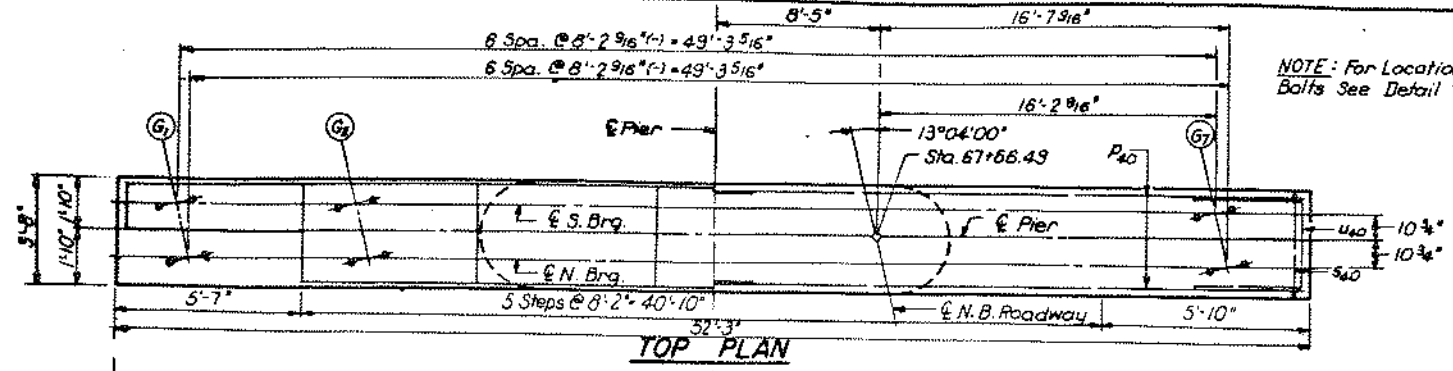 8'-5"
16'-7 9/16"
6 Spa. @ 8'-2 9/16"(-) = 49'-3 5/16"
6 Spa. @ 8'-2 9/16"(-) = 49'-3 5/16"
NOTE: For Locatio
Bolts See Detail
16'-2 8/16"
G1
G2
℄ Pier
13°04'00"
Sta. 67+66.49
P40
G7
3'-8"
1'-10"
1'-10"
℄ S. Brg.
℄ Pier
u40
10 3/4"
℄ N. Brg.
s40
10 3/4"
5'-7"
5 Steps @ 8'-2" = 40'-10"
℄ N.B. Roadway
5'-10"
52'-3"
TOP PLAN